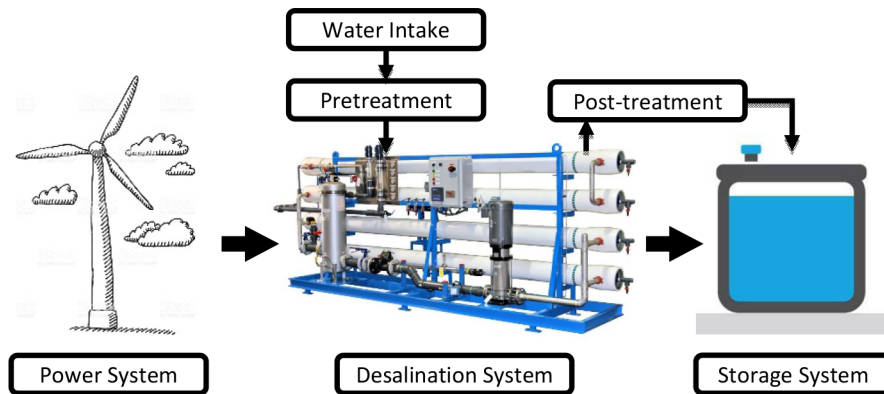 Water Intake
Pretreatment
Post-treatment
Power System
Desalination System
Storage System